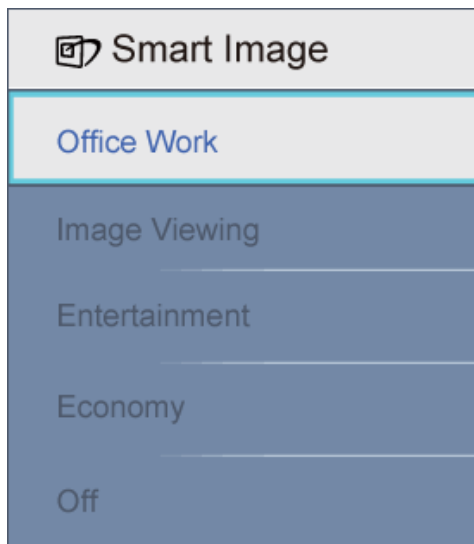 Smart Image
Office Work
Image Viewing
Entertainment
Economy
Off